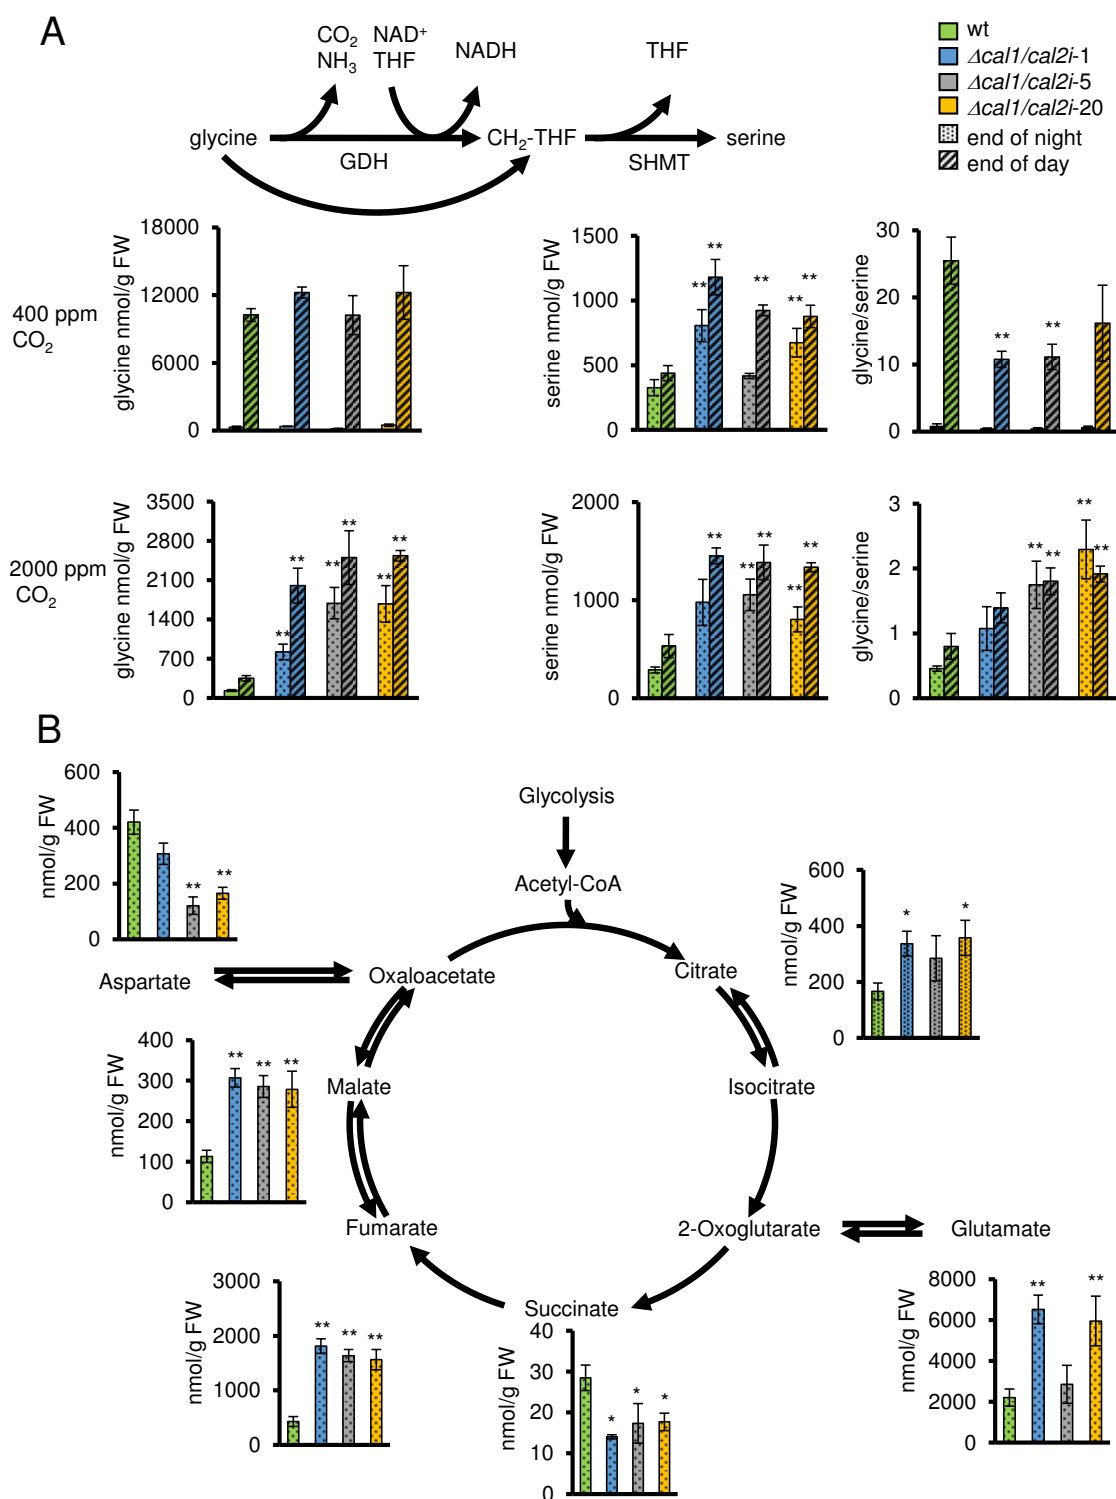 A
CO2 NAD+
NH3 THF NADH THF
glycine CH2-THF serine
GDH SHMT
wt
Δcal1/cal2i-1
Δcal1/cal2i-5
Δcal1/cal2i-20
end of night
end of day
400 ppm
CO2
glycine nmol/g FW
18000
12000
6000
0
serine nmol/g FW
1500
1000
500
0
** ** ** ** **
glycine/serine
30
20
10
0
** **
2000 ppm
CO2
glycine nmol/g FW
3500
2800
2100
1400
700
0
** ** ** ** ** **
serine nmol/g FW
2000
1000
0
** ** ** ** **
glycine/serine
3
2
1
0
** ** ** **
B
nmol/g FW
600
400
200
0
** **
Glycolysis
Acetyl-CoA
nmol/g FW
600
400
200
0
* *
Aspartate
Oxaloacetate
Citrate
nmol/g FW
400
300
200
100
0
** ** **
Malate
Isocitrate
Fumarate
2-Oxoglutarate
Glutamate
nmol/g FW
3000
2000
1000
0
** ** **
Succinate
nmol/g FW
40
30
20
10
0
* * *
nmol/g FW
8000
6000
4000
2000
0
** **